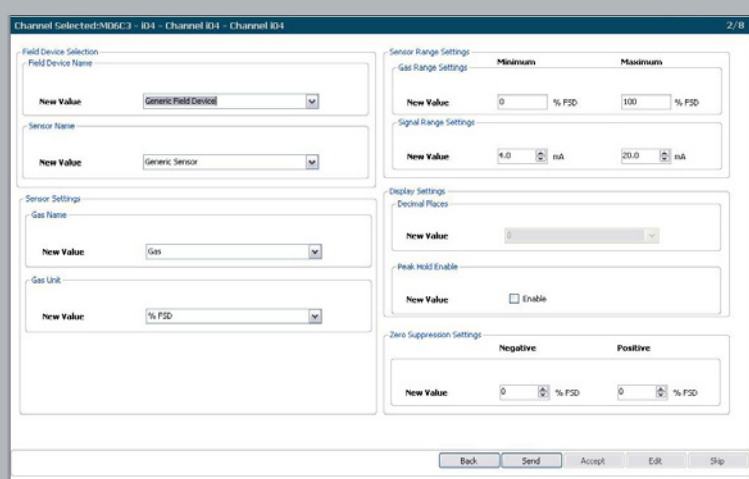 Channel Selected:M06C3 - i04 - Channel i04 - Channel i04 2/8
Field Device Selection
Field Device Name
New Value Generic Field Device
Sensor Name
New Value Generic Sensor
Sensor Settings
Gas Name
New Value Gas
Gas Unit
New Value % FSD
Sensor Range Settings
Minimum Maximum
Gas Range Settings
New Value 0 % FSD 100 % FSD
Signal Range Settings
New Value 4.0 mA 20.0 mA
Display Settings
Decimal Places
New Value 0
Peak Hold Enable
New Value Enable
Zero Suppression Settings
Negative Positive
New Value 0 % FSD 0 % FSD
Back Send Accept Edit Skip